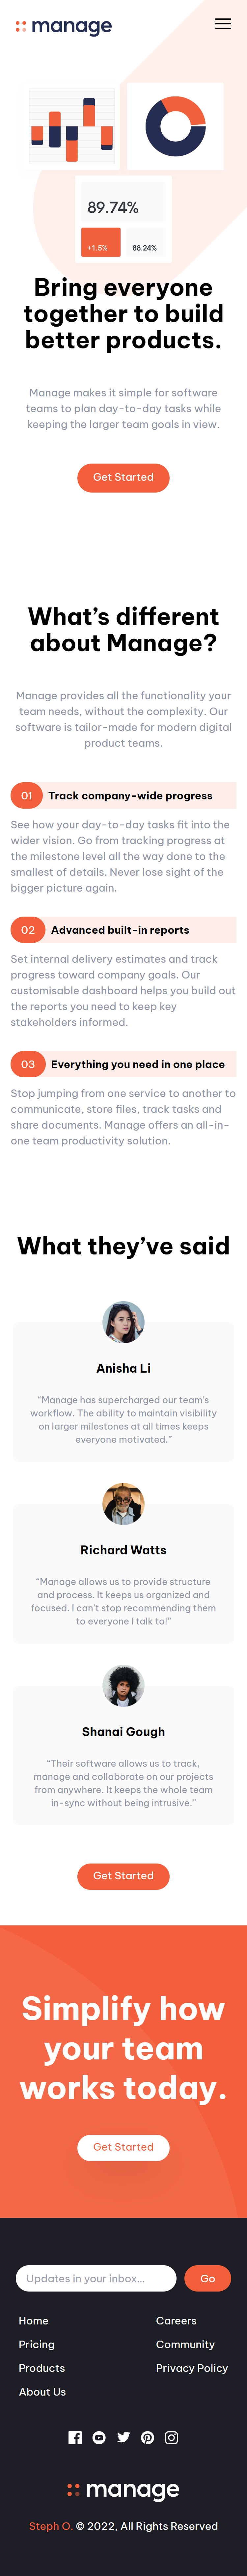 manage
89.74%
+1.5%
88.24%
Bring everyone
together to build
better products.
Manage makes it simple for software
teams to plan day-to-day tasks while
keeping the larger team goals in view.
Get Started
What’s different
about Manage?
Manage provides all the functionality your
team needs, without the complexity. Our
software is tailor-made for modern digital
product teams.
01 Track company-wide progress
See how your day-to-day tasks fit into the
wider vision. Go from tracking progress at
the milestone level all the way done to the
smallest of details. Never lose sight of the
bigger picture again.
02 Advanced built-in reports
Set internal delivery estimates and track
progress toward company goals. Our
customisable dashboard helps you build out
the reports you need to keep key
stakeholders informed.
03 Everything you need in one place
Stop jumping from one service to another to
communicate, store files, track tasks and
share documents. Manage offers an all-in-
one team productivity solution.
What they’ve said
Anisha Li
“Manage has supercharged our team’s
workflow. The ability to maintain visibility
on larger milestones at all times keeps
everyone motivated.”
Richard Watts
“Manage allows us to provide structure
and process. It keeps us organized and
focused. I can’t stop recommending them
to everyone I talk to!”
Shanai Gough
“Their software allows us to track,
manage and collaborate on our projects
from anywhere. It keeps the whole team
in-sync without being intrusive.”
Get Started
Simplify how
your team
works today.
Get Started
Updates in your inbox...
Go
Home
Careers
Pricing
Community
Products
Privacy Policy
About Us
manage
Steph O. © 2022, All Rights Reserved